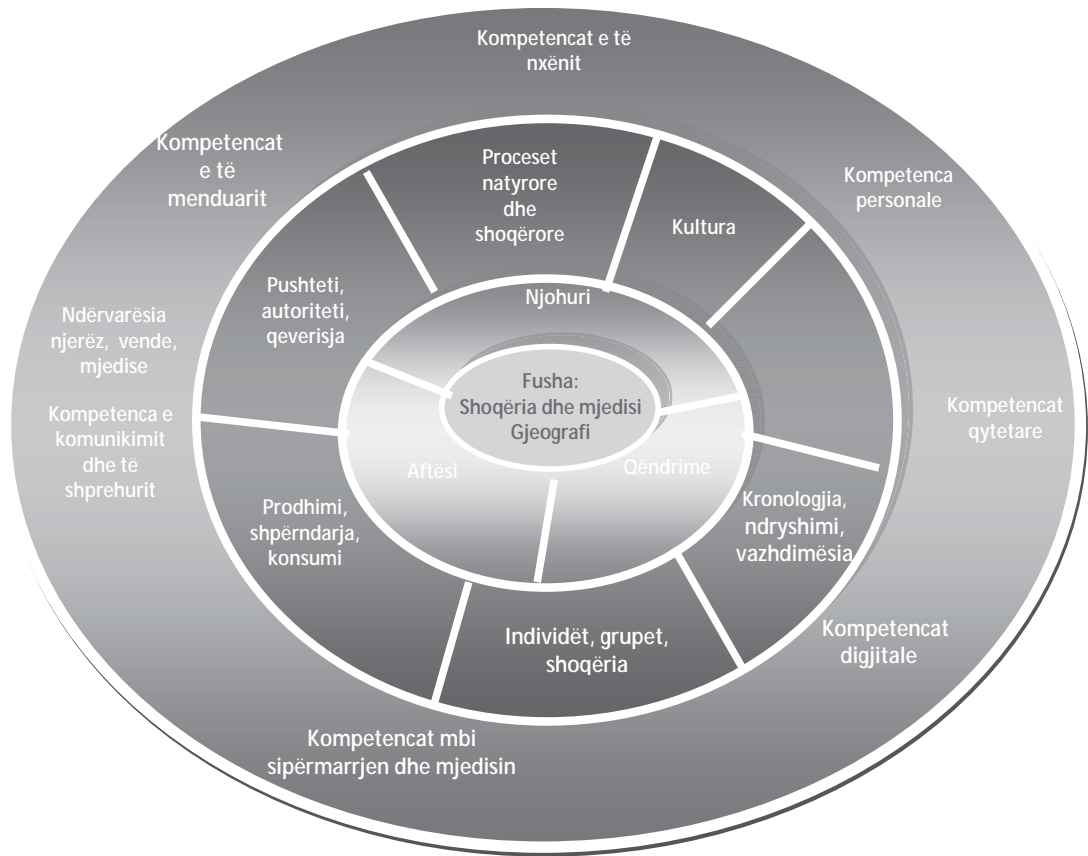 Kompetencat e të
nxënit
Kompetencat
e të
menduarit
Kompetenca
personale
Proceset
natyrore
dhe
shoqërore
Kultura
Pushteti,
autoriteti,
qeverisja
Njohuri
Ndërvarësia
njerëz, vende,
mjedise
Fusha:
Shoqëria dhe mjedisi
Gjeografi
Kompetenca e
komunikimit
dhe të
shprehurit
Kompetencat
qytetare
Aftësi
Qëndrime
Prodhimi,
shpërndarja,
konsumi
Kronologjia,
ndryshimi,
vazhdimësia
Individët, grupet,
shoqëria
Kompetencat
digjitale
Kompetencat mbi
sipërmarrjen dhe mjedisin